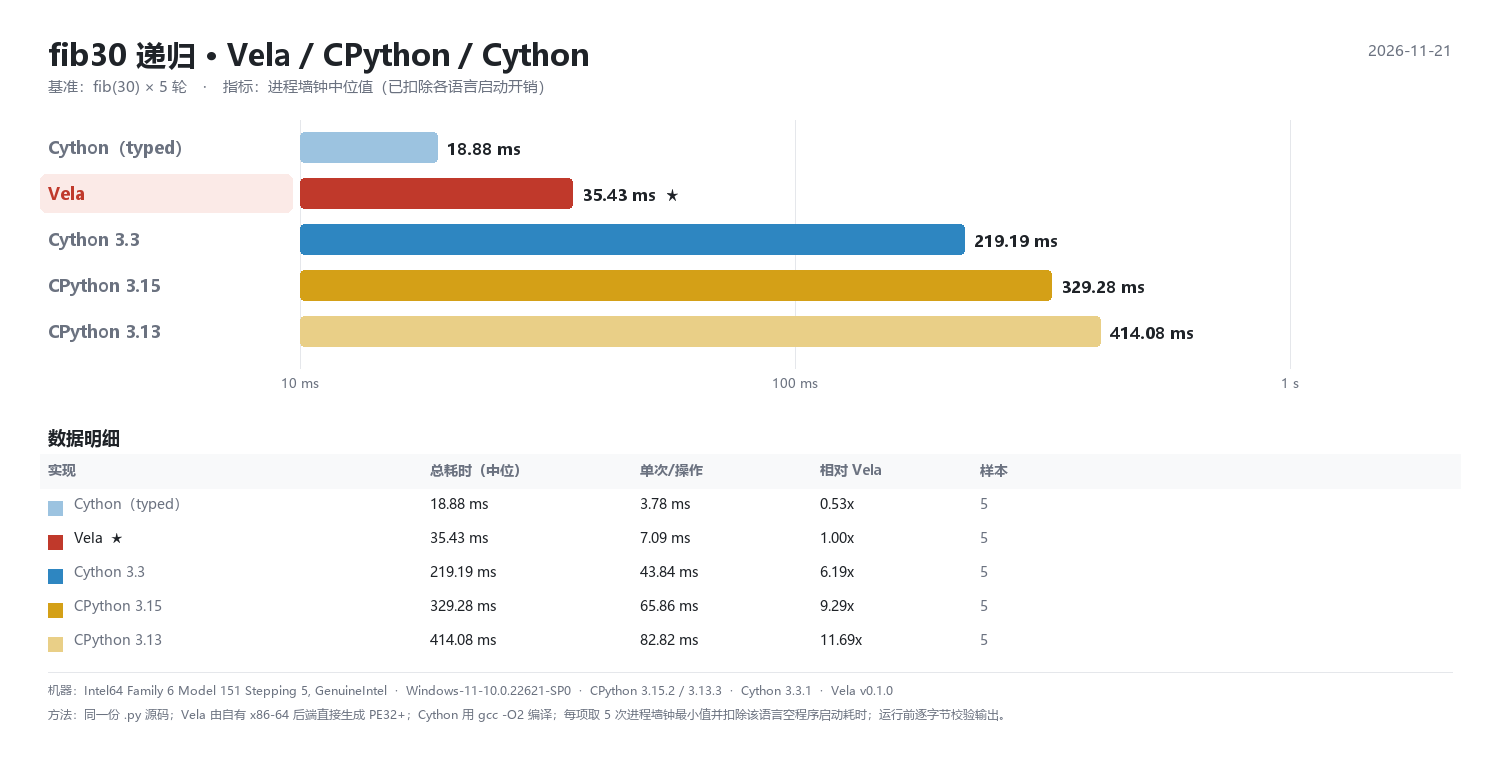 fib30 递归 • Vela / CPython / Cython
2026-11-21
基准：fib(30) × 5 轮 · 指标：进程墙钟中位值（已扣除各语言启动开销）
Cython（typed） 18.88 ms
Vela 35.43 ms ★
Cython 3.3 219.19 ms
CPython 3.15 329.28 ms
CPython 3.13 414.08 ms
10 ms 100 ms 1 s
数据明细
实现 总耗时（中位） 单次/操作 相对 Vela 样本
Cython（typed） 18.88 ms 3.78 ms 0.53x 5
Vela ★ 35.43 ms 7.09 ms 1.00x 5
Cython 3.3 219.19 ms 43.84 ms 6.19x 5
CPython 3.15 329.28 ms 65.86 ms 9.29x 5
CPython 3.13 414.08 ms 82.82 ms 11.69x 5
机器：Intel64 Family 6 Model 151 Stepping 5, GenuineIntel · Windows-11-10.0.22621-SP0 · CPython 3.15.2 / 3.13.3 · Cython 3.3.1 · Vela v0.1.0
方法：同一份 .py 源码；Vela 由自有 x86-64 后端直接生成 PE32+；Cython 用 gcc -O2 编译；每项取 5 次进程墙钟最小值并扣除该语言空程序启动耗时；运行前逐字节校验输出。